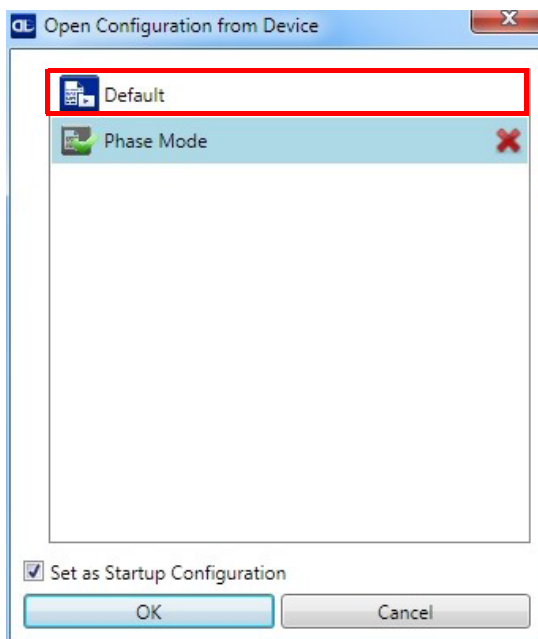 Open Configuration from Device
Default
Phase Mode
Set as Startup Configuration
OK
Cancel